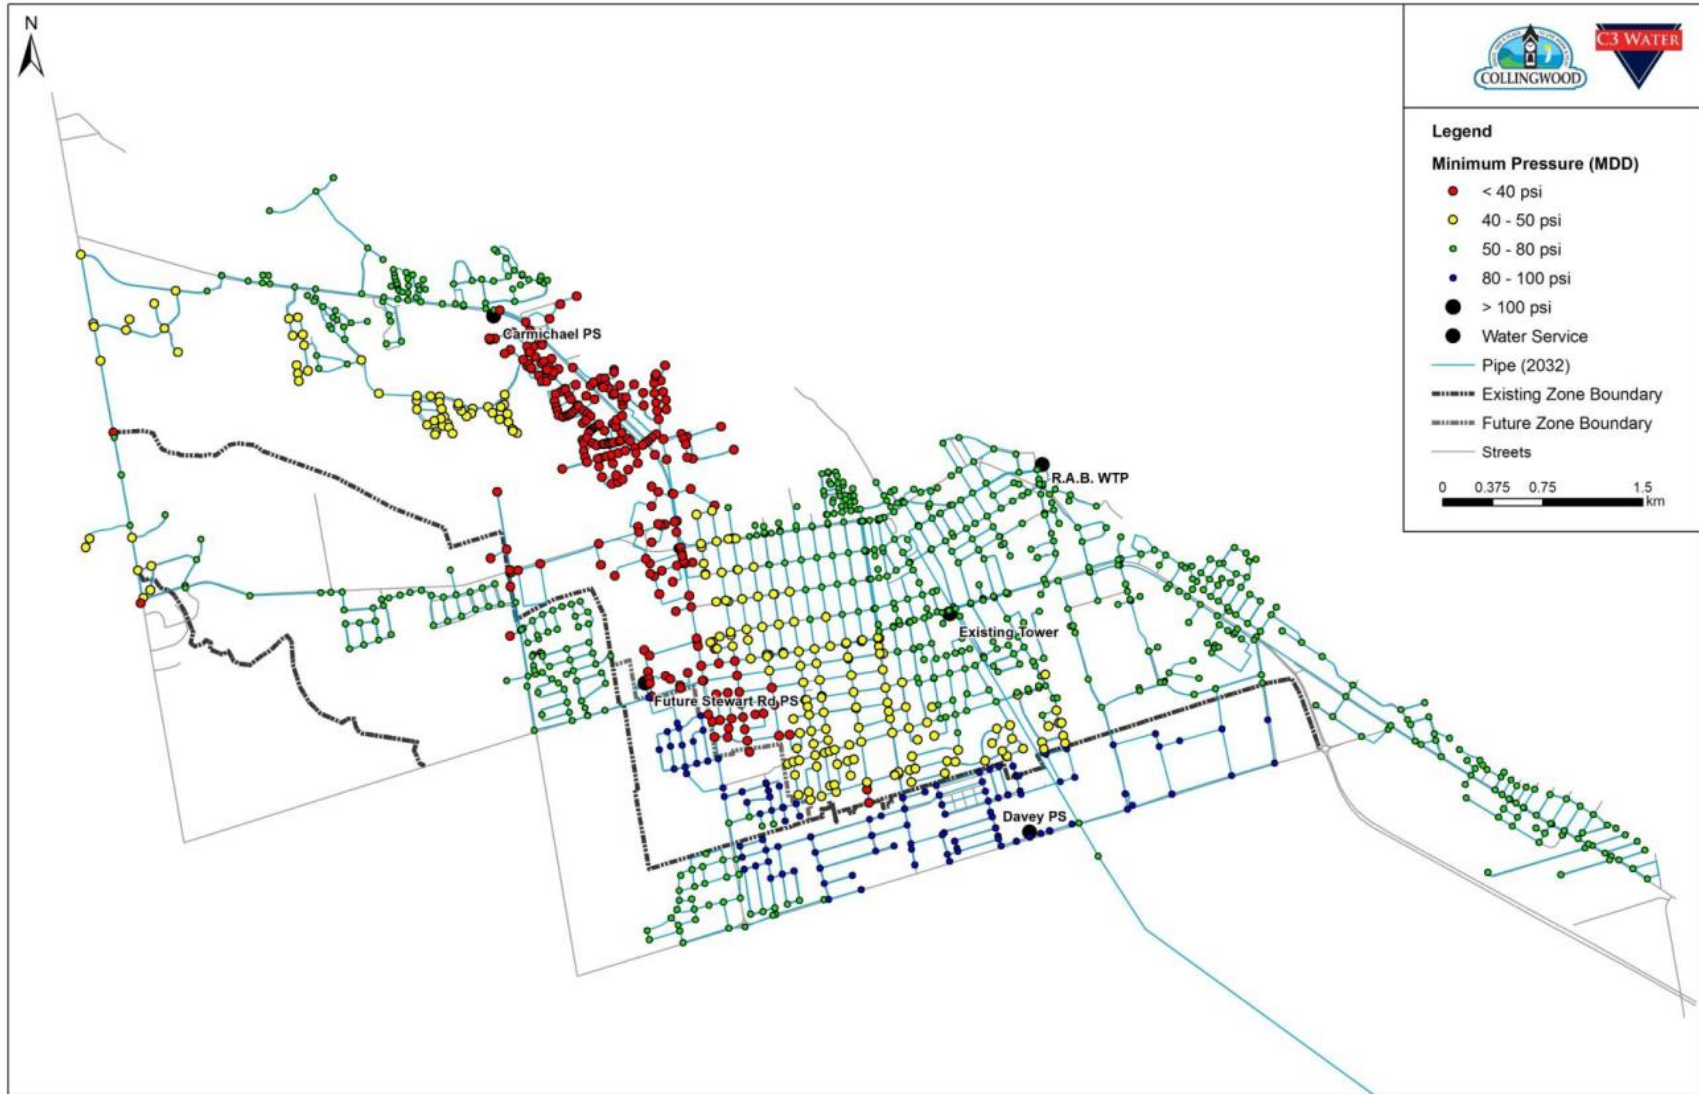 N
COLLINGWOOD
C3 WATER
Legend
Minimum Pressure (MDD)
< 40 psi
40 - 50 psi
50 - 80 psi
80 - 100 psi
> 100 psi
Water Service
Pipe (2032)
Existing Zone Boundary
Future Zone Boundary
Streets
0 0.375 0.75 1.5
km
Carmichael PS
R.A.B. WTP
Existing Tower
Future Stewart Rd PS
Davey PS